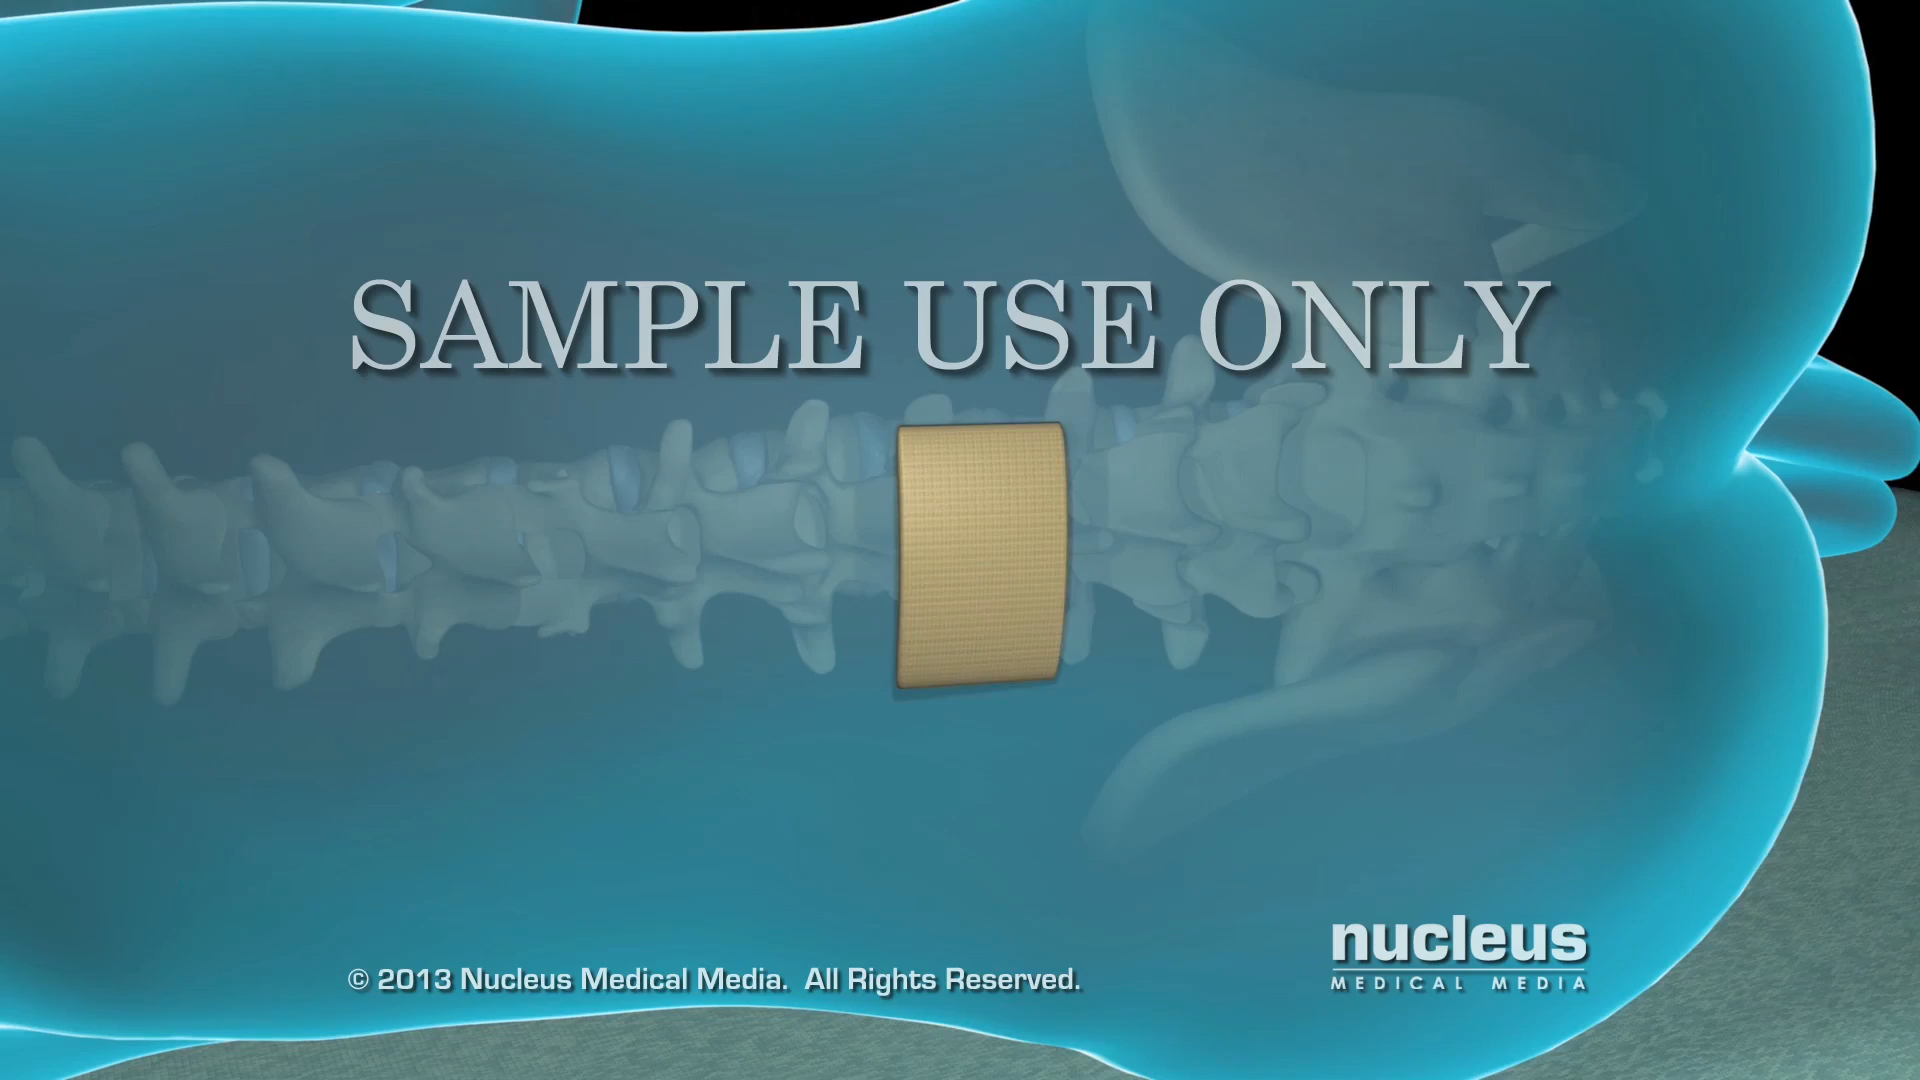 SAMPLE USE ONLY
© 2013 Nucleus Medical Media. All Rights Reserved.
nucleus
MEDICAL MEDIA